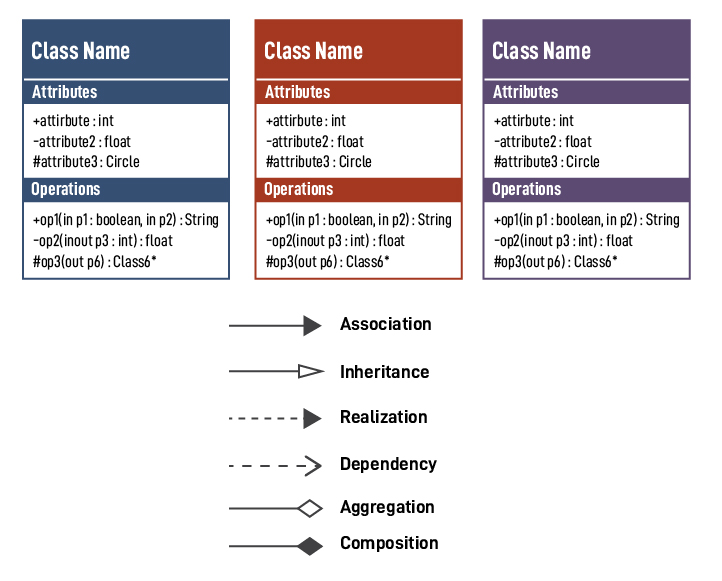 Class Name
Attributes
+attirbute : int
-attribute2 : float
#attribute3 : Circle
Operations
+op1(in p1 : boolean, in p2) : String
-op2(inout p3 : int) : float
#op3(out p6) : Class6*
Class Name
Attributes
+attirbute : int
-attribute2 : float
#attribute3 : Circle
Operations
+op1(in p1 : boolean, in p2) : String
-op2(inout p3 : int) : float
#op3(out p6) : Class6*
Class Name
Attributes
+attirbute : int
-attribute2 : float
#attribute3 : Circle
Operations
+op1(in p1 : boolean, in p2) : String
-op2(inout p3 : int) : float
#op3(out p6) : Class6*
Association
Inheritance
Realization
Dependency
Aggregation
Composition